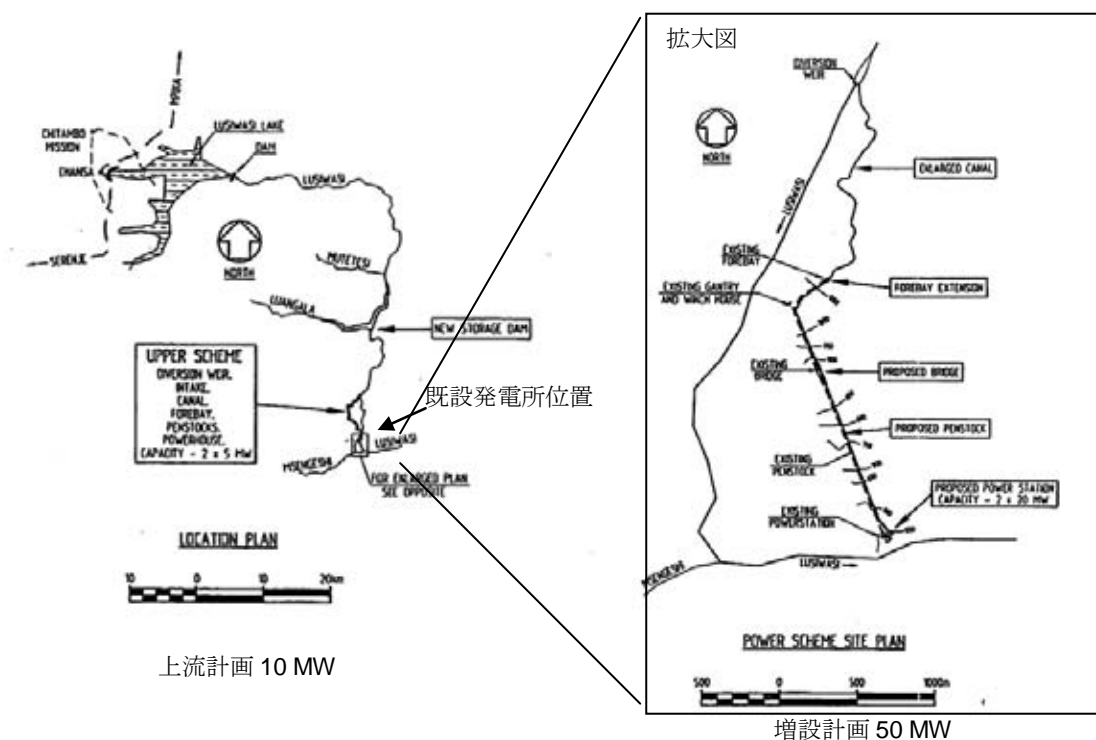 MPIKA
CHITAMBO
MISSION
CHANSA
LUSIWASI LAKE
DAM
LUSIWASI
SERENJE
NORTH
MUTETESI
LUANGALA
NEW STORAGE DAM
UPPER SCHEME
DIVERSION WEIR,
INTAKE,
CANAL,
FOREBAY,
PENSTOCKS,
POWERHOUSE.
CAPACITY - 2 x 5 MW
既設発電所位置
LUSIWASI
MSENGESHI
FOR ENLARGED PLAN
SEE OPPOSITE
LOCATION PLAN
10 0 10 20km
上流計画 10 MW
拡大図
DIVERSION
WEIR
NORTH
ENLARGED CANAL
LUSIWASI
EXISTING
FOREBAY
EXISTING GANTRY
AND WINCH HOUSE
FOREBAY EXTENSION
EXISTING
BRIDGE
PROPOSED BRIDGE
PROPOSED PENSTOCK
EXISTING
PENSTOCK
PROPOSED POWER STATION
CAPACITY - 2 x 20 MW
EXISTING
POWERSTATION
MSENGESHI
LUSIWASI
POWER SCHEME SITE PLAN
500 0 500 1000m
増設計画 50 MW